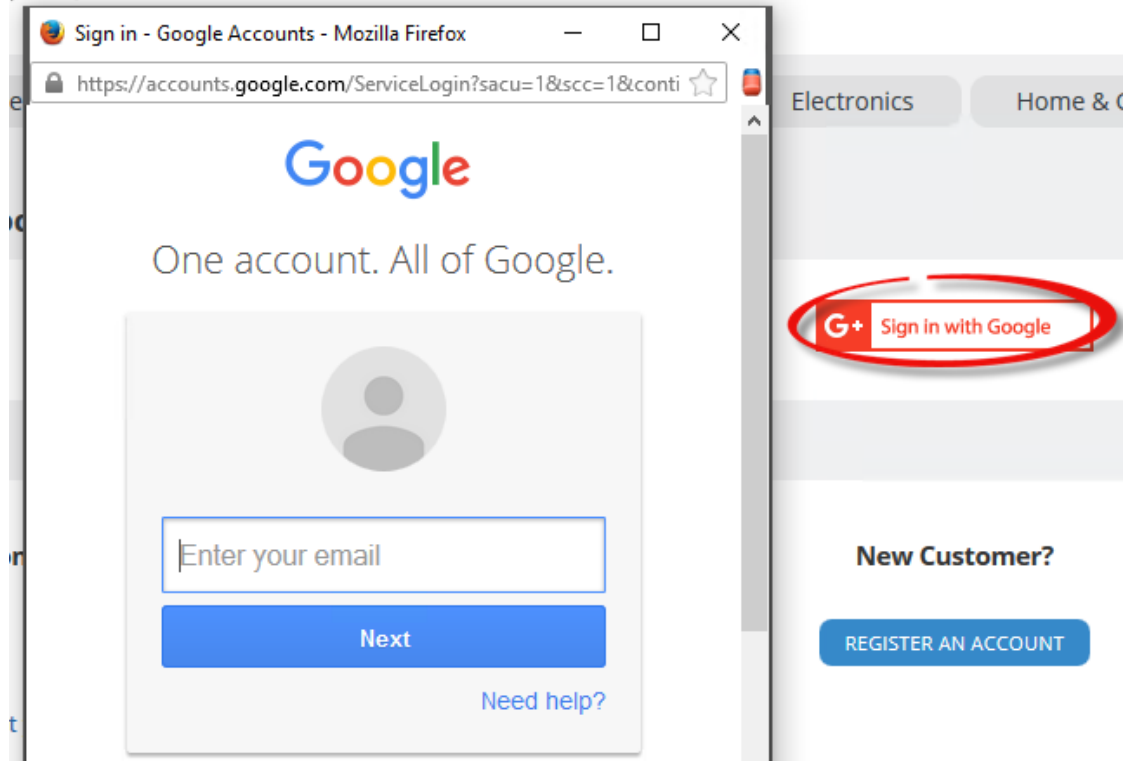 Sign in - Google Accounts - Mozilla Firefox
https://accounts.google.com/ServiceLogin?sacu=1&scc=1&conti
Electronics
Home &
Google
One account. All of Google.
G+ Sign in with Google
Enter your email
New Customer?
Next
REGISTER AN ACCOUNT
Need help?